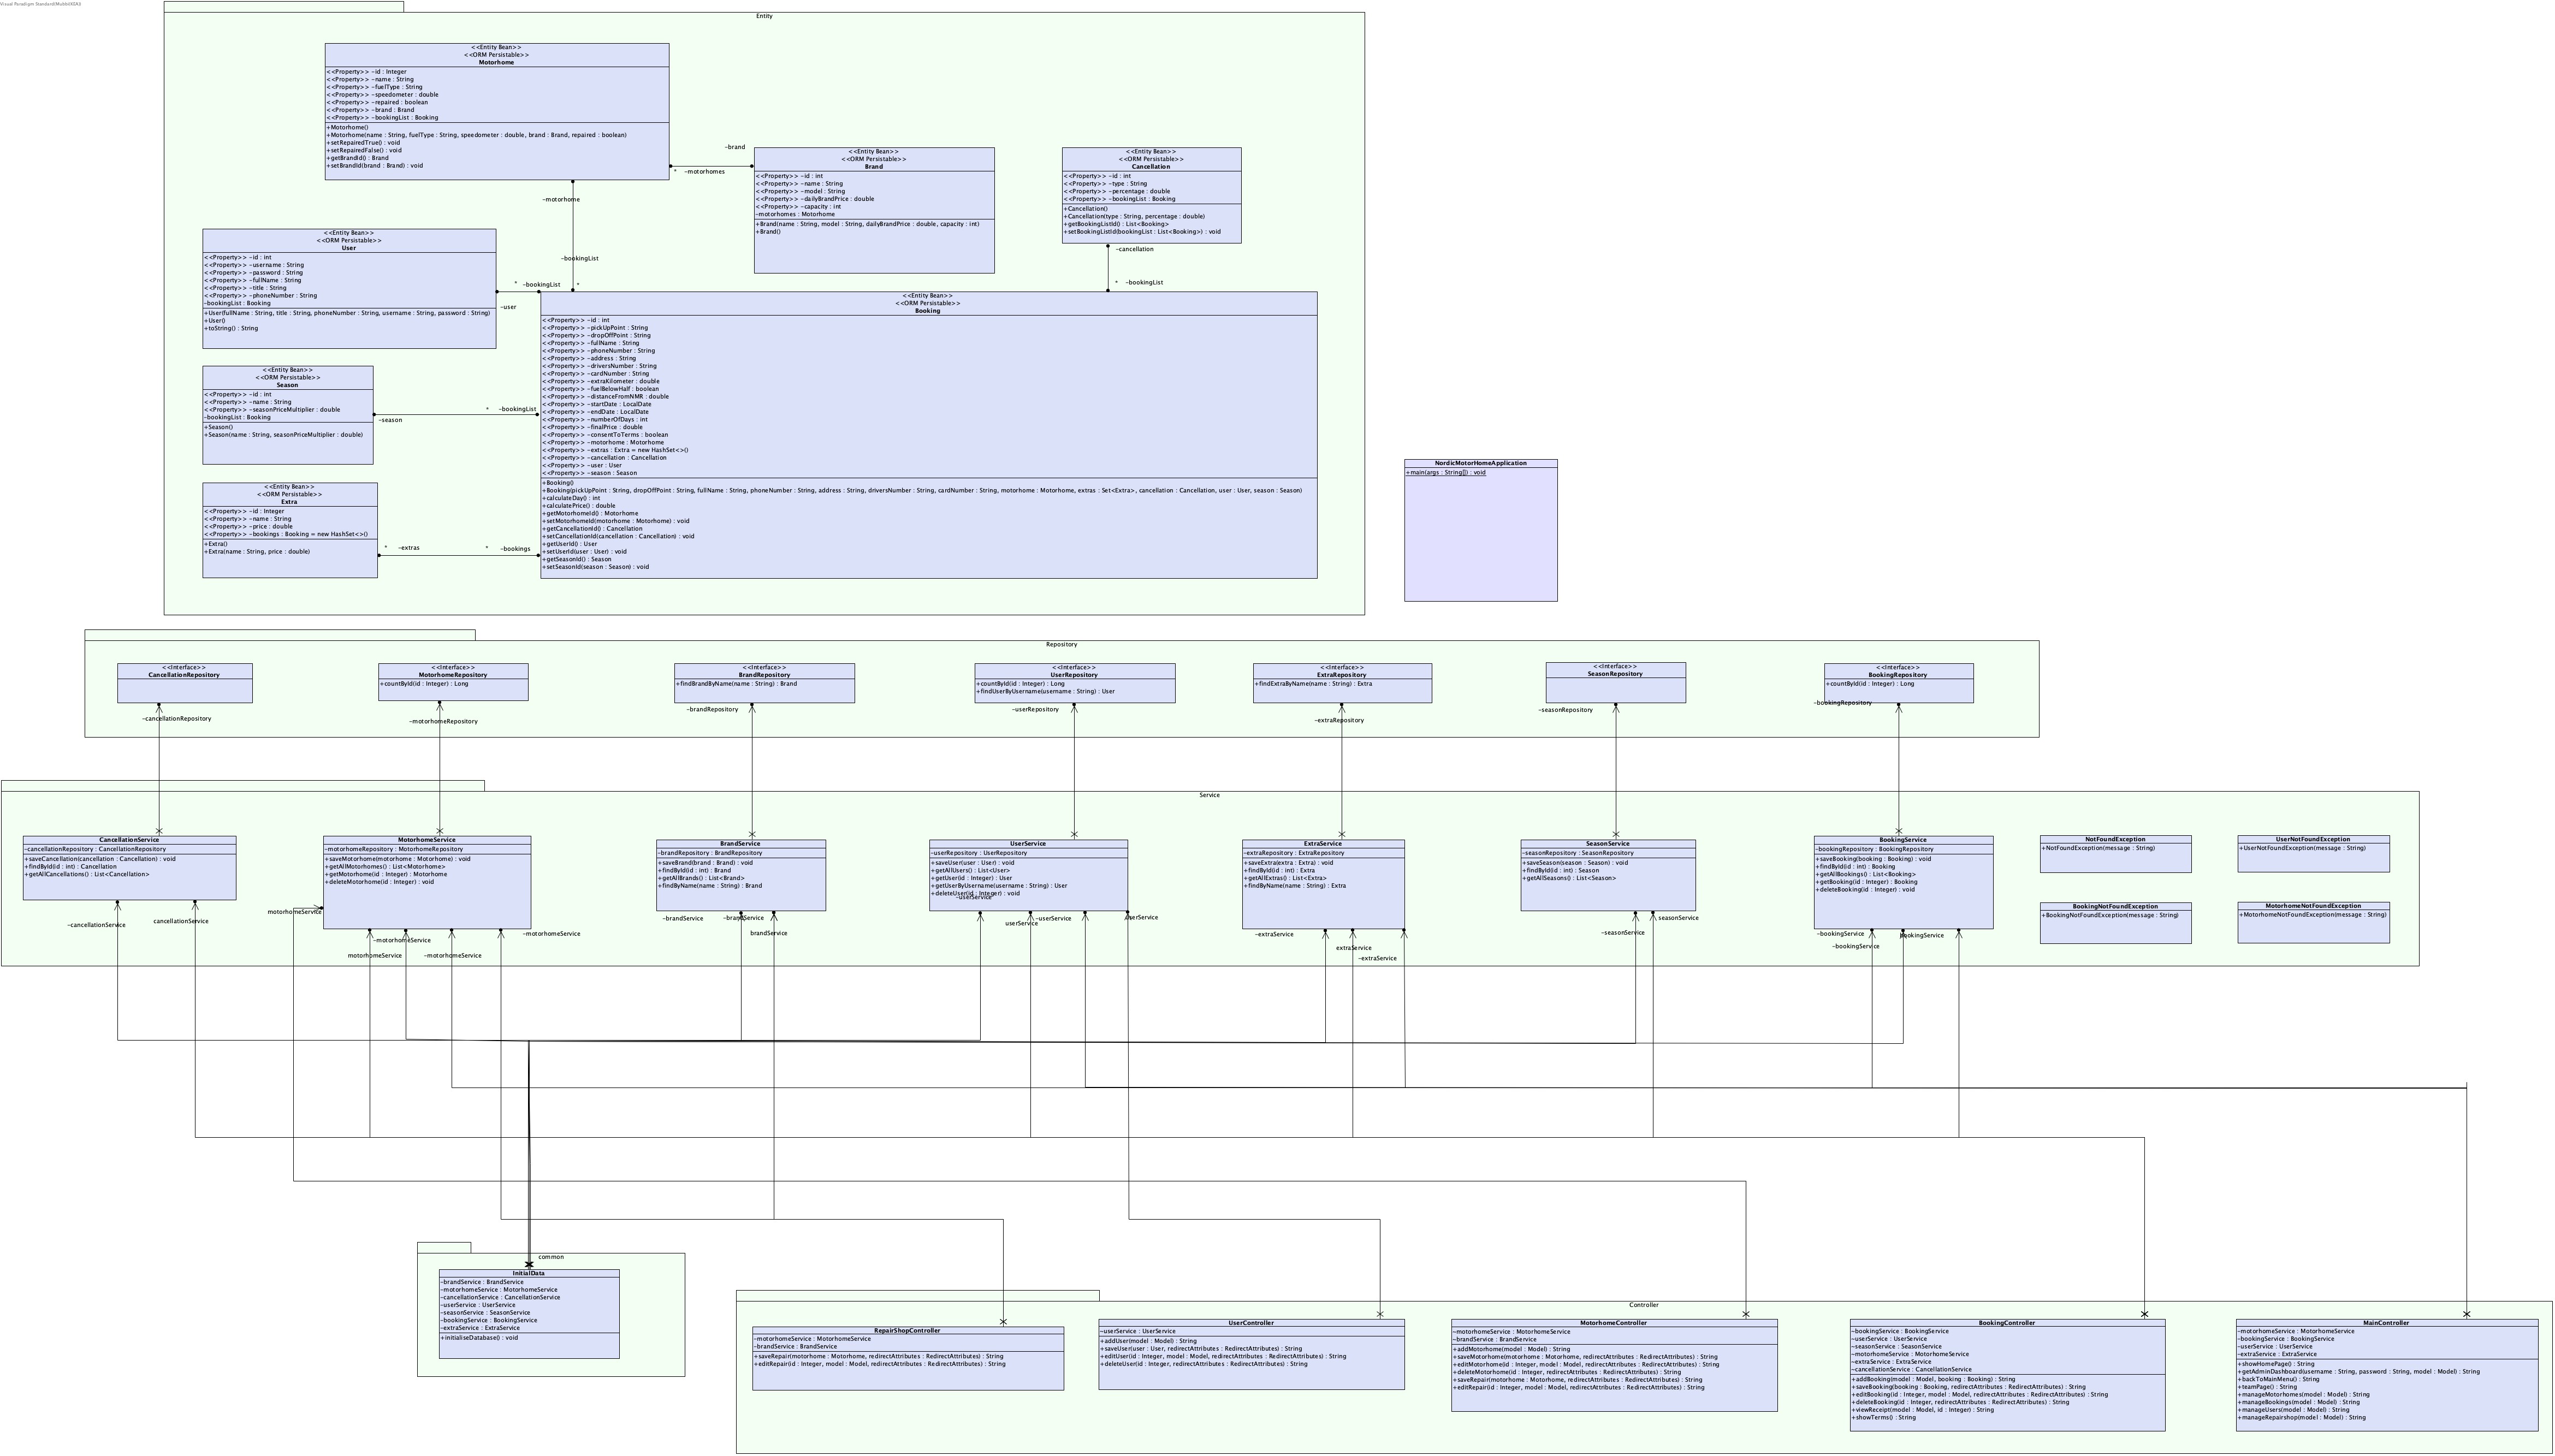 Visual Paradigm Standard(Mobbii(KEA))
Entity
<<Entity Bean>>
<<ORM Persistable>>
Motorhome
<<Property>> -id : Integer
<<Property>> -name : String
<<Property>> -fuelType : String
<<Property>> -speedometer : double
<<Property>> -repaired : boolean
<<Property>> -brand : Brand
<<Property>> -bookingList : Booking
+Motorhome()
+Motorhome(name : String, fuelType : String, speedometer : double, brand : Brand, repaired : boolean)
+setRepairedTrue() : void
+setRepairedFalse() : void
+getBrandId() : Brand
+setBrandId(brand : Brand) : void
-brand
* -motorhomes
<<Entity Bean>>
<<ORM Persistable>>
Brand
<<Property>> -id : int
<<Property>> -name : String
<<Property>> -model : String
<<Property>> -dailyBrandPrice : double
<<Property>> -capacity : int
-motorhomes : Motorhome
+Brand(name : String, model : String, dailyBrandPrice : double, capacity : int)
+Brand()
<<Entity Bean>>
<<ORM Persistable>>
Cancellation
<<Property>> -id : int
<<Property>> -type : String
<<Property>> -percentage : double
<<Property>> -bookingList : Booking
+Cancellation()
+Cancellation(type : String, percentage : double)
+getBookingListId() : List<Booking>
+setBookingListId(bookingList : List<Booking>) : void
-motorhome
-bookingList
*
-cancellation
* -bookingList
<<Entity Bean>>
<<ORM Persistable>>
User
<<Property>> -id : int
<<Property>> -username : String
<<Property>> -password : String
<<Property>> -fullName : String
<<Property>> -title : String
<<Property>> -phoneNumber : String
-bookingList : Booking
+User(fullName : String, title : String, phoneNumber : String, username : String, password : String)
+User()
+toString() : String
* -bookingList
-user
<<Entity Bean>>
<<ORM Persistable>>
Season
<<Property>> -id : int
<<Property>> -name : String
<<Property>> -seasonPriceMultiplier : double
-bookingList : Booking
+Season()
+Season(name : String, seasonPriceMultiplier : double)
* -bookingList
-season
<<Entity Bean>>
<<ORM Persistable>>
Extra
<<Property>> -id : Integer
<<Property>> -name : String
<<Property>> -price : double
<<Property>> -bookings : Booking = new HashSet<>()
+Extra()
+Extra(name : String, price : double)
* -extras
* -bookings
<<Entity Bean>>
<<ORM Persistable>>
Booking
<<Property>> -id : int
<<Property>> -pickUpPoint : String
<<Property>> -dropOffPoint : String
<<Property>> -fullName : String
<<Property>> -phoneNumber : String
<<Property>> -address : String
<<Property>> -driversNumber : String
<<Property>> -cardNumber : String
<<Property>> -extraKilometer : double
<<Property>> -fuelBelowHalf : boolean
<<Property>> -distanceFromNMR : double
<<Property>> -startDate : LocalDate
<<Property>> -endDate : LocalDate
<<Property>> -numberOfDays : int
<<Property>> -finalPrice : double
<<Property>> -consentToTerms : boolean
<<Property>> -motorhome : Motorhome
<<Property>> -extras : Extra = new HashSet<>()
<<Property>> -cancellation : Cancellation
<<Property>> -user : User
<<Property>> -season : Season
+Booking()
+Booking(pickUpPoint : String, dropOffPoint : String, fullName : String, phoneNumber : String, address : String, driversNumber : String, cardNumber : String, motorhome : Motorhome, extras : Set<Extra>, cancellation : Cancellation, user : User, season : Season)
+calculateDay() : int
+calculatePrice() : double
+getMotorhomeId() : Motorhome
+setMotorhomeId(motorhome : Motorhome) : void
+getCancellationId() : Cancellation
+setCancellationId(cancellation : Cancellation) : void
+getUserId() : User
+setUserId(user : User) : void
+getSeasonId() : Season
+setSeasonId(season : Season) : void
NordicMotorHomeApplication
+main(args : String[]) : void
Repository
<<Interface>>
CancellationRepository
-cancellationRepository
<<Interface>>
MotorhomeRepository
+countById(id : Integer) : Long
-motorhomeRepository
<<Interface>>
BrandRepository
+findBrandByName(name : String) : Brand
-brandRepository
<<Interface>>
UserRepository
+countById(id : Integer) : Long
+findUserByUsername(username : String) : User
-userRepository
<<Interface>>
ExtraRepository
+findExtraByName(name : String) : Extra
-extraRepository
<<Interface>>
SeasonRepository
-seasonRepository
<<Interface>>
BookingRepository
+countById(id : Integer) : Long
-bookingRepository
Service
CancellationService
-cancellationRepository : CancellationRepository
+saveCancellation(cancellation : Cancellation) : void
+findById(id : int) : Cancellation
+getAllCancellations() : List<Cancellation>
-cancellationService
cancellationService
MotorhomeService
-motorhomeRepository : MotorhomeRepository
+saveMotorhome(motorhome : Motorhome) : void
+getAllMotorhomes() : List<Motorhome>
+getMotorhome(id : Integer) : Motorhome
+deleteMotorhome(id : Integer) : void
motorhomeService
-motorhomeService
motorhomeService
-motorhomeService
-motorhomeService
BrandService
-brandRepository : BrandRepository
+saveBrand(brand : Brand) : void
+findById(id : int) : Brand
+getAllBrands() : List<Brand>
+findByName(name : String) : Brand
-brandService
-brandService
brandService
UserService
-userRepository : UserRepository
+saveUser(user : User) : void
+getAllUsers() : List<User>
+getUser(id : Integer) : User
+getUserByUsername(username : String) : User
+deleteUser(id : Integer) : void
-userService
userService
-userService
userService
ExtraService
-extraRepository : ExtraRepository
+saveExtra(extra : Extra) : void
+findById(id : int) : Extra
+getAllExtras() : List<Extra>
+findByName(name : String) : Extra
-extraService
extraService
-extraService
SeasonService
-seasonRepository : SeasonRepository
+saveSeason(season : Season) : void
+findById(id : int) : Season
+getAllSeasons() : List<Season>
-seasonService
seasonService
BookingService
-bookingRepository : BookingRepository
+saveBooking(booking : Booking) : void
+findById(id : int) : Booking
+getAllBookings() : List<Booking>
+getBooking(id : Integer) : Booking
+deleteBooking(id : Integer) : void
-bookingService
-bookingService
bookingService
NotFoundException
+NotFoundException(message : String)
UserNotFoundException
+UserNotFoundException(message : String)
BookingNotFoundException
+BookingNotFoundException(message : String)
MotorhomeNotFoundException
+MotorhomeNotFoundException(message : String)
common
InitialData
-brandService : BrandService
-motorhomeService : MotorhomeService
-cancellationService : CancellationService
-userService : UserService
-seasonService : SeasonService
-bookingService : BookingService
-extraService : ExtraService
+initialiseDatabase() : void
Controller
RepairShopController
-motorhomeService : MotorhomeService
-brandService : BrandService
+saveRepair(motorhome : Motorhome, redirectAttributes : RedirectAttributes) : String
+editRepair(id : Integer, model : Model, redirectAttributes : RedirectAttributes) : String
UserController
-userService : UserService
+addUser(model : Model) : String
+saveUser(user : User, redirectAttributes : RedirectAttributes) : String
+editUser(id : Integer, model : Model, redirectAttributes : RedirectAttributes) : String
+deleteUser(id : Integer, redirectAttributes : RedirectAttributes) : String
MotorhomeController
-motorhomeService : MotorhomeService
-brandService : BrandService
+addMotorhome(model : Model) : String
+saveMotorhome(motorhome : Motorhome, redirectAttributes : RedirectAttributes) : String
+editMotorhome(id : Integer, model : Model, redirectAttributes : RedirectAttributes) : String
+deleteMotorhome(id : Integer, redirectAttributes : RedirectAttributes) : String
+saveRepair(motorhome : Motorhome, redirectAttributes : RedirectAttributes) : String
+editRepair(id : Integer, model : Model, redirectAttributes : RedirectAttributes) : String
BookingController
-bookingService : BookingService
-userService : UserService
-seasonService : SeasonService
-motorhomeService : MotorhomeService
-extraService : ExtraService
-cancellationService : CancellationService
+addBooking(model : Model, booking : Booking) : String
+saveBooking(booking : Booking, redirectAttributes : RedirectAttributes) : String
+editBooking(id : Integer, model : Model, redirectAttributes : RedirectAttributes) : String
+deleteBooking(id : Integer, redirectAttributes : RedirectAttributes) : String
+viewReceipt(model : Model, id : Integer) : String
+showTerms() : String
MainController
-motorhomeService : MotorhomeService
-bookingService : BookingService
-userService : UserService
-extraService : ExtraService
+showHomePage() : String
+getAdminDashboard(username : String, password : String, model : Model) : String
+backToMainMenu() : String
+teamPage() : String
+manageMotorhomes(model : Model) : String
+manageBookings(model : Model) : String
+manageUsers(model : Model) : String
+manageRepairshop(model : Model) : String